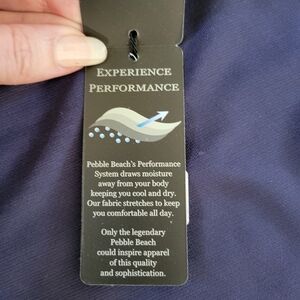 EXPERIENCE
PERFORMANCE
Pebble Beach's Performance
System draws moisture
away from your body
keeping you cool and dry.
Our fabric stretches to keep
you comfortable all day.
Only the legendary
Pebble Beach
could inspire apparel
of this quality
and sophistication.